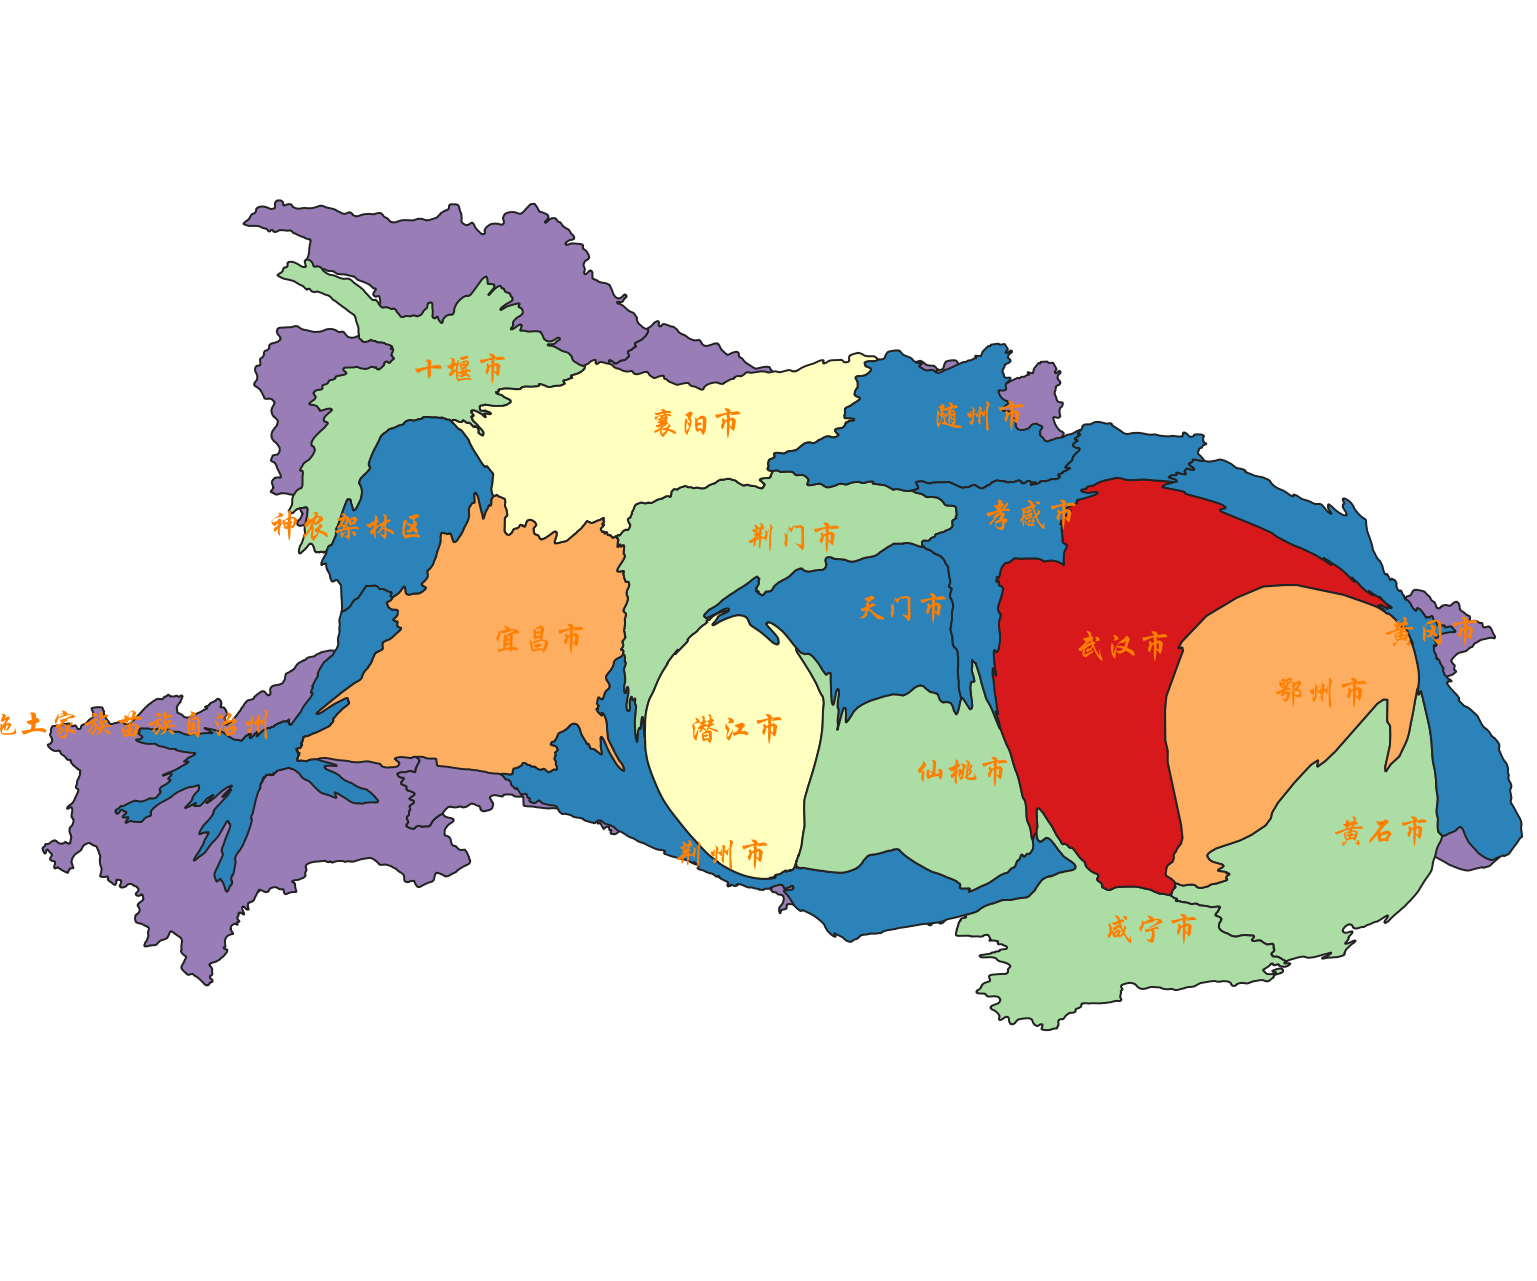 十堰市
襄阳市
随州市
神农架林区
荆门市
孝感市
天门市
宜昌市
武汉市
黄冈市
鄂州市
施土家族苗族自治州
潜江市
仙桃市
荆州市
黄石市
咸宁市